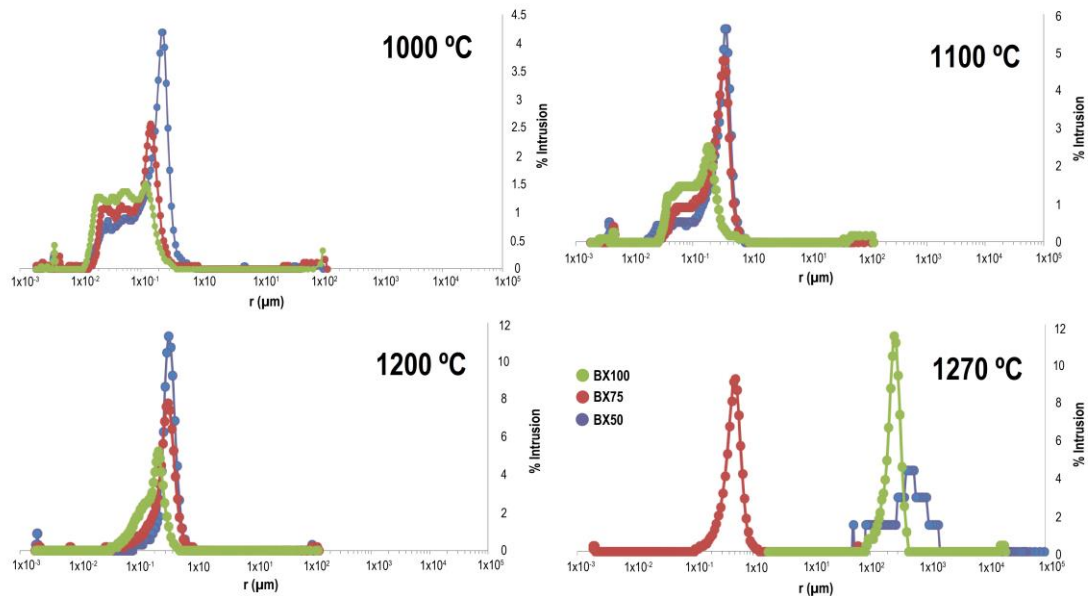 1000 ºC
4.5
4
3.5
3
2.5
2
1.5
1
0.5
0
% Intrusion
1x10⁻³ 1x10⁻² 1x10⁻¹ 1x10 1x10² 1x10³ 1x10⁴ 1x10⁵
r (µm)
1100 ºC
6
5
4
3
2
1
0
% Intrusion
1x10⁻³ 1x10⁻² 1x10⁻¹ 1x10 1x10² 1x10³ 1x10⁴ 1x10⁵
r (µm)
1200 ºC
12
10
8
6
4
2
0
% Intrusion
1x10⁻³ 1x10⁻² 1x10⁻¹ 1x10 1x10² 1x10³ 1x10⁴ 1x10⁵
r (µm)
1270 ºC
BX100
BX75
BX50
12
10
8
6
4
2
0
% Intrusion
1x10⁻³ 1x10⁻² 1x10⁻¹ 1x10 1x10² 1x10³ 1x10⁴ 1x10⁵
r (µm)